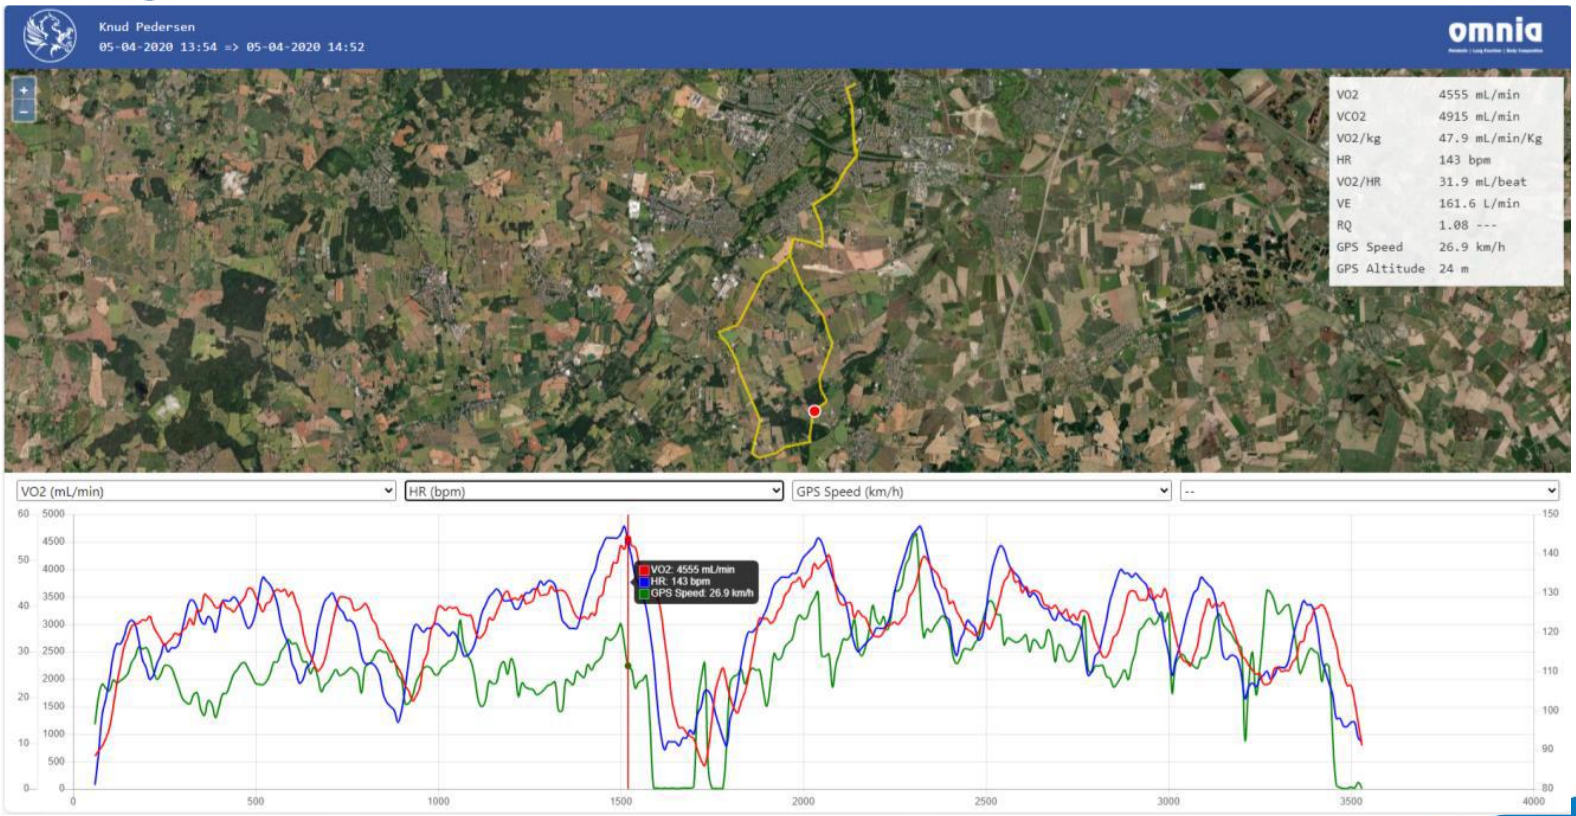 Knud Pedersen
05-04-2020 13:54 => 05-04-2020 14:52
omnia
Metabolic | Lung Function | Body Composition
+
−
VO2 4555 mL/min
VCO2 4915 mL/min
VO2/kg 47.9 mL/min/Kg
HR 143 bpm
VO2/HR 31.9 mL/beat
VE 161.6 L/min
RQ 1.08 ---
GPS Speed 26.9 km/h
GPS Altitude 24 m
VO2 (mL/min) HR (bpm) GPS Speed (km/h) --
60 5000 150
4500
50 140
4000
40 3500 130
3000 120
30 2500
2000 110
20 1500 100
10 1000 90
500
0 0 80
VO2: 4555 mL/min
HR: 143 bpm
GPS Speed: 26.9 km/h
0 500 1000 1500 2000 2500 3000 3500 4000